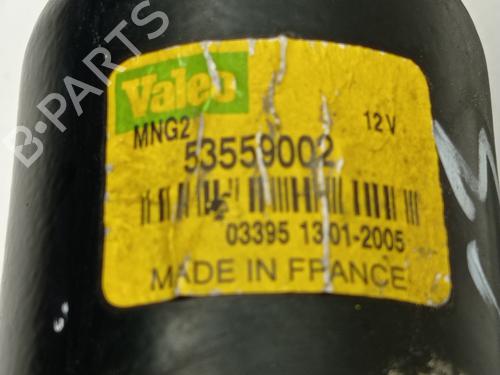 B-PARTS
Valeo
MNG2
12V
53559002
03395 13 01-2005
MADE IN FRANCE